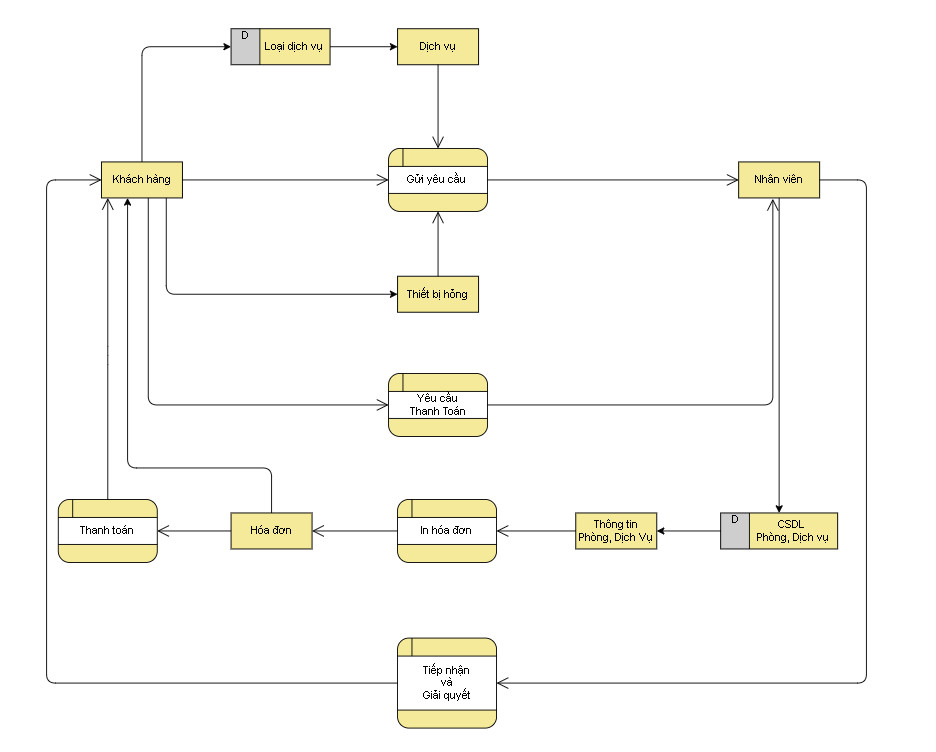 D
Loại dịch vụ
Dịch vụ
Khách hàng
Gửi yêu cầu
Nhân viên
Thiết bị hỏng
Yêu cầu
Thanh Toán
Thanh toán
Hóa đơn
In hóa đơn
Thông tin
Phòng, Dịch Vụ
D
CSDL
Phòng, Dịch vụ
Tiếp nhận
và
Giải quyết